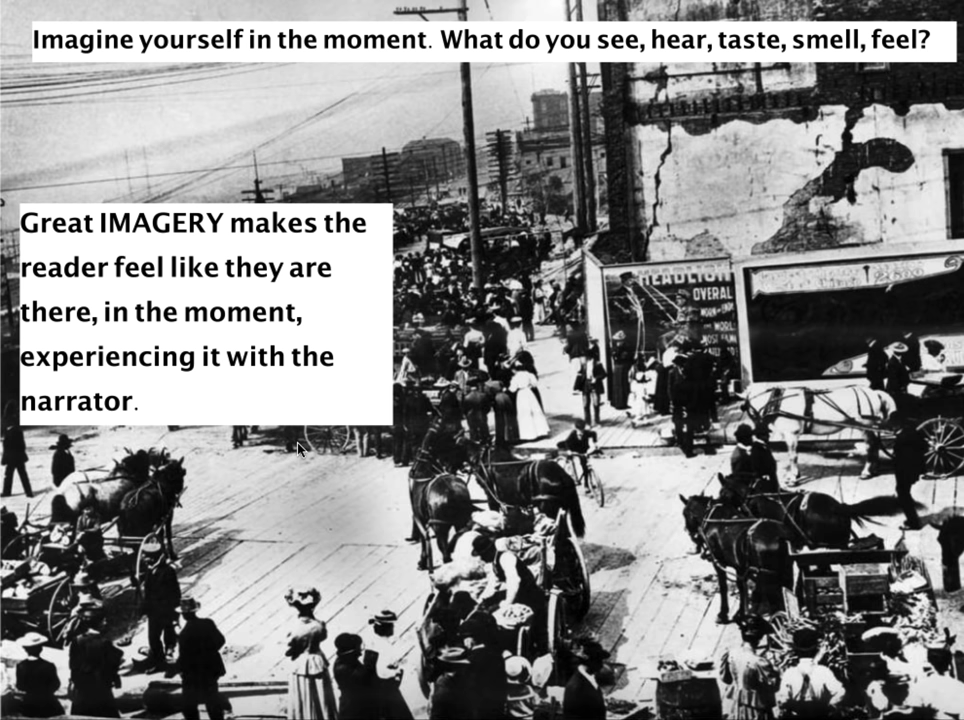 Imagine yourself in the moment. What do you see, hear, taste, smell, feel?
Great IMAGERY makes the
reader feel like they are
there, in the moment,
experiencing it with the
narrator.
HEADLIGHT
OVERAL